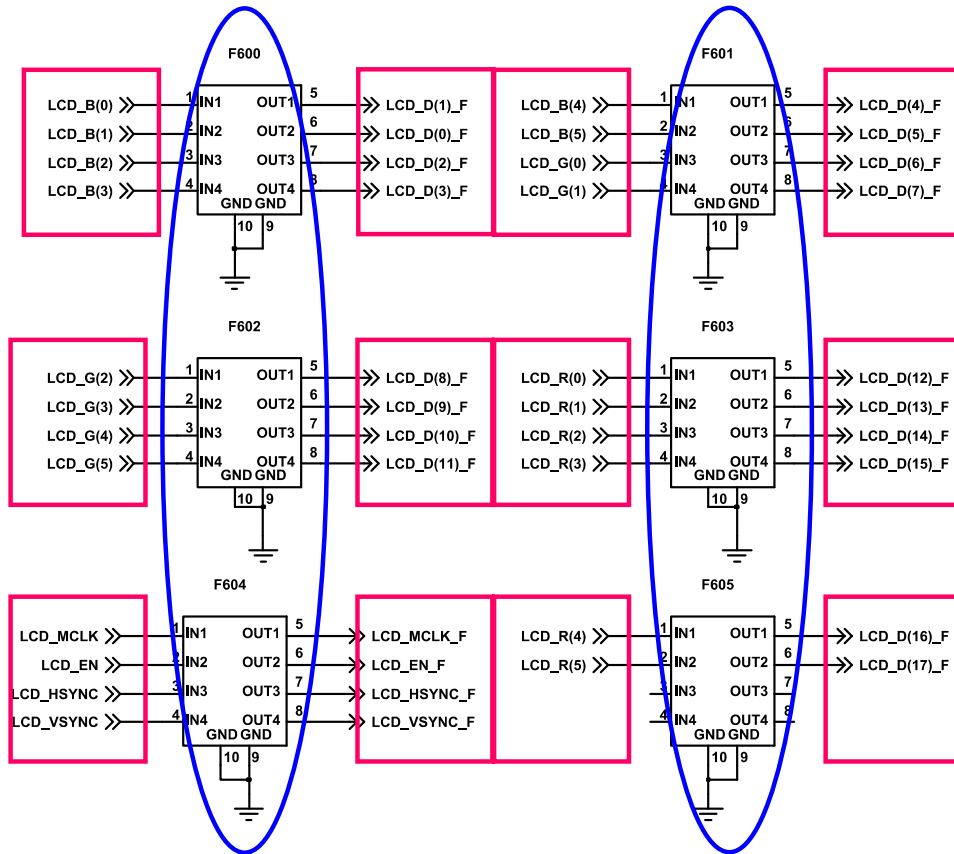 F600
LCD_B(0) 1 IN1 OUT1 5 LCD_D(1)_F
LCD_B(1) 2 IN2 OUT2 6 LCD_D(0)_F
LCD_B(2) 3 IN3 OUT3 7 LCD_D(2)_F
LCD_B(3) 4 IN4 OUT4 8 LCD_D(3)_F
GND GND
10 9
F601
LCD_B(4) 1 IN1 OUT1 5 LCD_D(4)_F
LCD_B(5) 2 IN2 OUT2 6 LCD_D(5)_F
LCD_G(0) 3 IN3 OUT3 7 LCD_D(6)_F
LCD_G(1) 4 IN4 OUT4 8 LCD_D(7)_F
GND GND
10 9
F602
LCD_G(2) 1 IN1 OUT1 5 LCD_D(8)_F
LCD_G(3) 2 IN2 OUT2 6 LCD_D(9)_F
LCD_G(4) 3 IN3 OUT3 7 LCD_D(10)_F
LCD_G(5) 4 IN4 OUT4 8 LCD_D(11)_F
GND GND
10 9
F603
LCD_R(0) 1 IN1 OUT1 5 LCD_D(12)_F
LCD_R(1) 2 IN2 OUT2 6 LCD_D(13)_F
LCD_R(2) 3 IN3 OUT3 7 LCD_D(14)_F
LCD_R(3) 4 IN4 OUT4 8 LCD_D(15)_F
GND GND
10 9
F604
LCD_MCLK 1 IN1 OUT1 5 LCD_MCLK_F
LCD_EN 2 IN2 OUT2 6 LCD_EN_F
LCD_HSYNC 3 IN3 OUT3 7 LCD_HSYNC_F
LCD_VSYNC 4 IN4 OUT4 8 LCD_VSYNC_F
GND GND
10 9
F605
LCD_R(4) 1 IN1 OUT1 5 LCD_D(16)_F
LCD_R(5) 2 IN2 OUT2 6 LCD_D(17)_F
3 IN3 OUT3 7
4 IN4 OUT4 8
GND GND
10 9